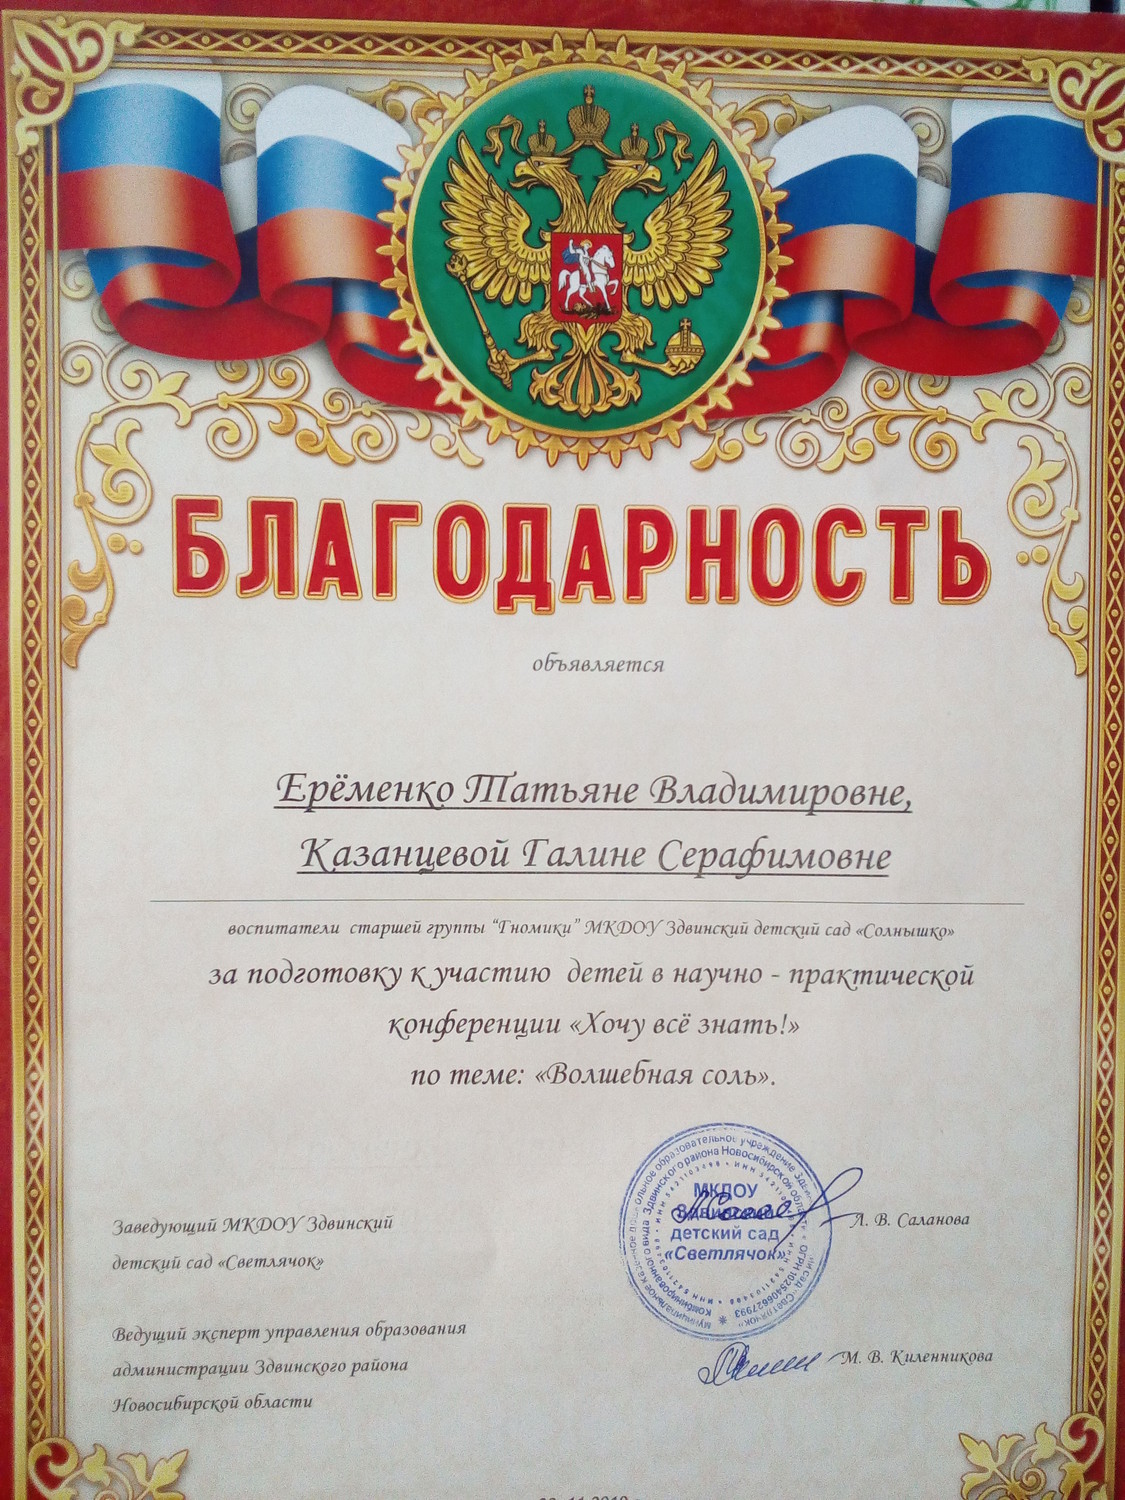 БЛАГОДАРНОСТЬ
объявляется
Ерёменко Татьяне Владимировне,
Казанцевой Галине Серафимовне
воспитатели старшей группы “Гномики” МКДОУ Здвинский детский сад «Солнышко»
за подготовку к участию детей в научно - практической
конференции «Хочу всё знать!»
по теме: «Волшебная соль».
Заведующий МКДОУ Здвинский
детский сад «Светлячок»
Л. В. Саланова
МКДОУ
Здвинский
детский сад
«Светлячок»
Ведущий эксперт управления образования
администрации Здвинского района
Новосибирской области
М. В. Киленникова